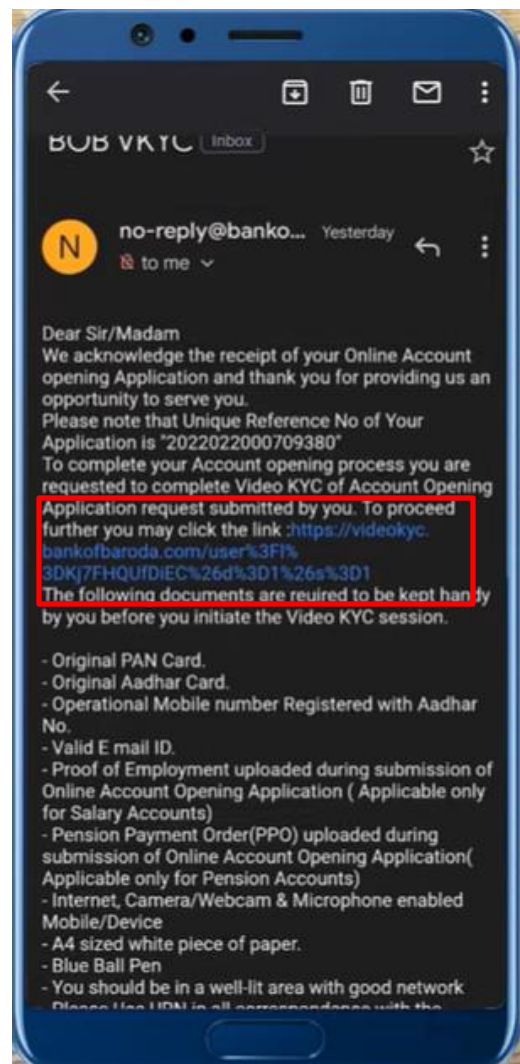 BOB VKYC Inbox
N
no-reply@banko... Yesterday
to me
Dear Sir/Madam
We acknowledge the receipt of your Online Account
opening Application and thank you for providing us an
opportunity to serve you.
Please note that Unique Reference No of Your
Application is "2022022000709380"
To complete your Account opening process you are
requested to complete Video KYC of Account Opening
Application request submitted by you. To proceed
further you may click the link :https://videokyc.
bankofbaroda.com/user%3FI%
3DKj7FHQUfDiEC%26d%3D1%26s%3D1
The following documents are reuired to be kept handy
by you before you initiate the Video KYC session.
- Original PAN Card.
- Original Aadhar Card.
- Operational Mobile number Registered with Aadhar
No.
- Valid E mail ID.
- Proof of Employment uploaded during submission of
Online Account Opening Application ( Applicable only
for Salary Accounts)
- Pension Payment Order(PPO) uploaded during
submission of Online Account Opening Application(
Applicable only for Pension Accounts)
- Internet, Camera/Webcam & Microphone enabled
Mobile/Device
- A4 sized white piece of paper.
- Blue Ball Pen
- You should be in a well-lit area with good network
- Please Use URN in all correspondance with the